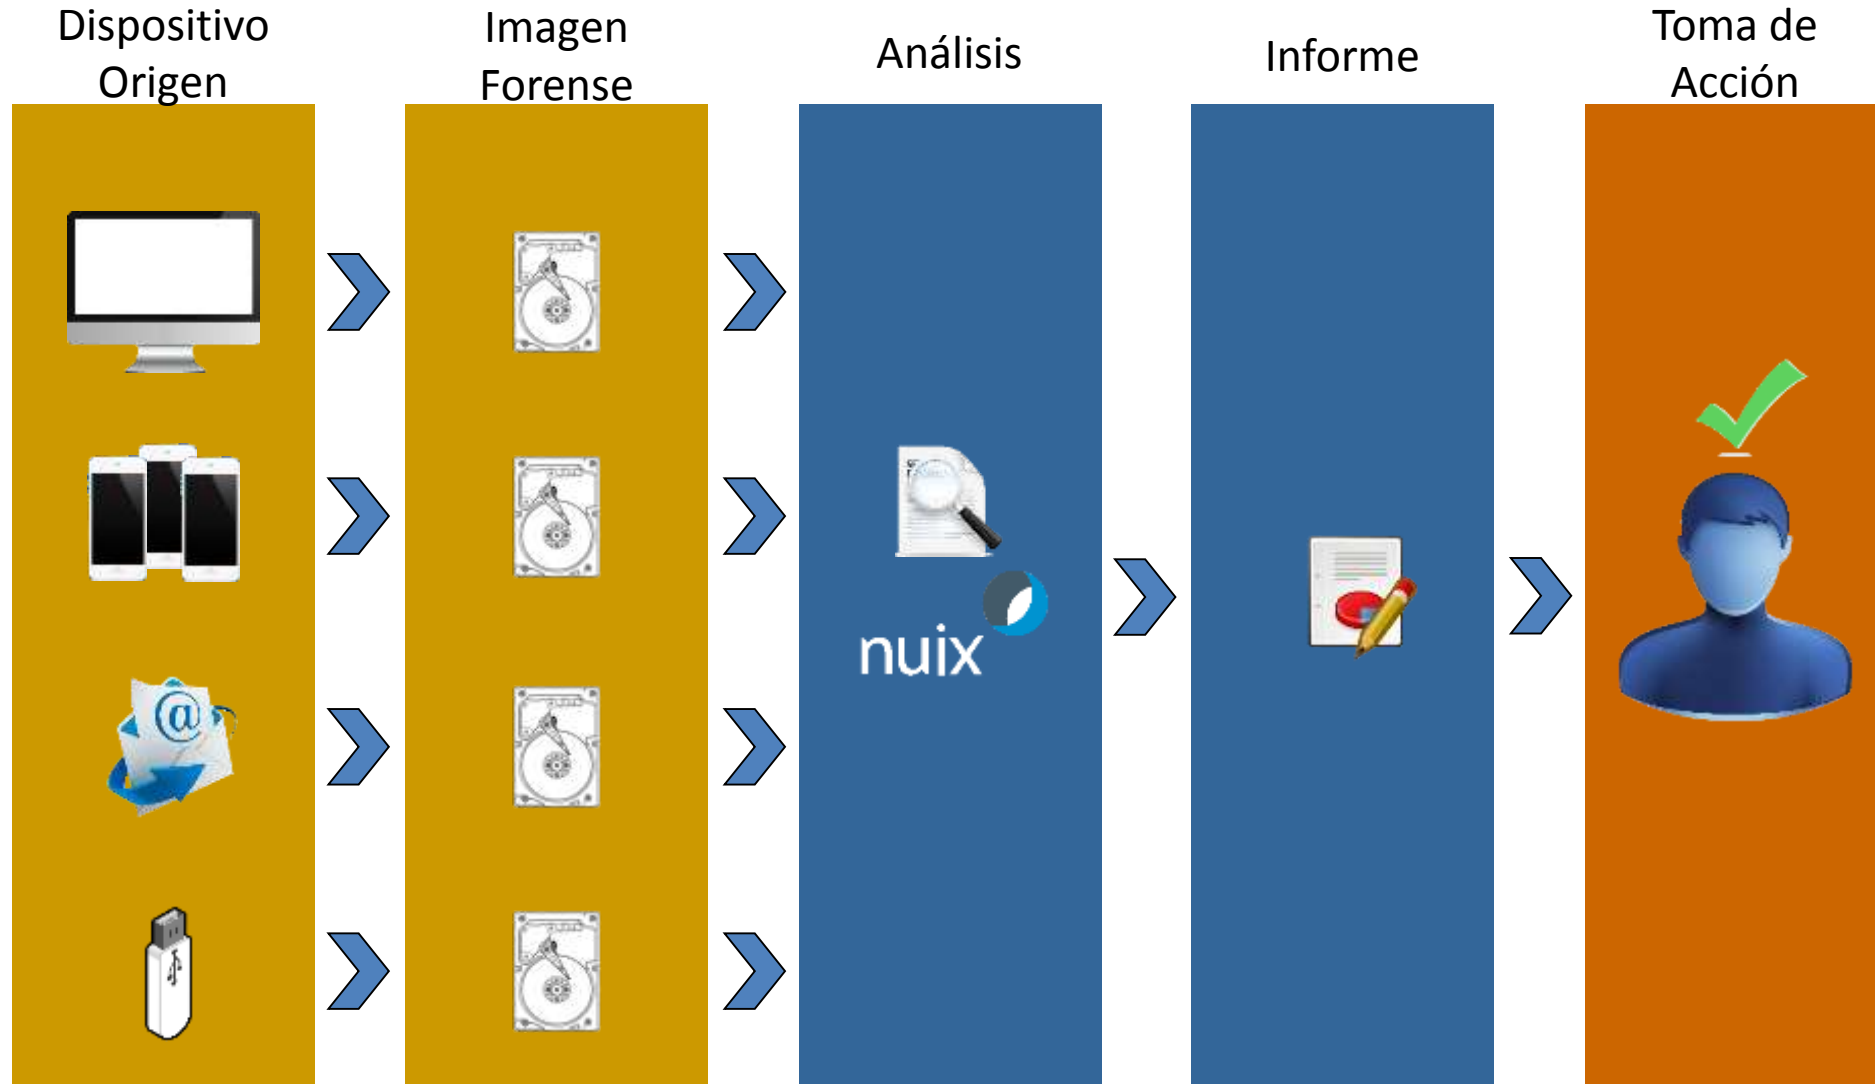 Dispositivo
Origen
Imagen
Forense
Análisis
Informe
Toma de
Acción
@
nuix